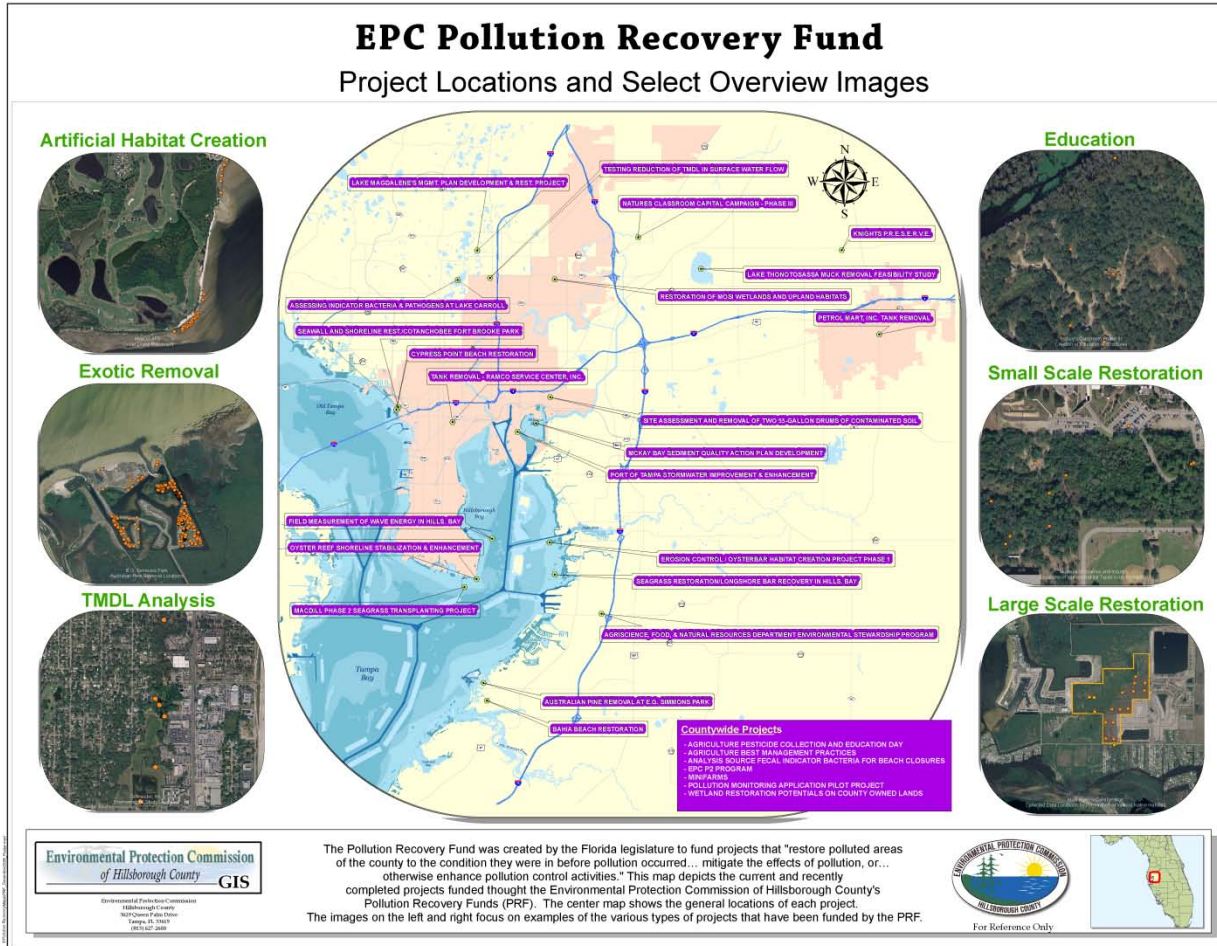 EPC Pollution Recovery Fund
Project Locations and Select Overview Images
Artificial Habitat Creation
Exotic Removal
TMDL Analysis
N
W E
S
TESTING REDUCTION OF TMDL IN SURFACE WATER FLOW
LAKE MAGDALENE'S MGMT. PLAN DEVELOPMENT & REST. PROJECT
NATURES CLASSROOM CAPITAL CAMPAIGN - PHASE III
KNIGHTS P.R.E.S.E.R.V.E.
LAKE THONOTOSASSA MUCK REMOVAL FEASIBILITY STUDY
RESTORATION OF MOSI WETLANDS AND UPLAND HABITATS
ASSESSING INDICATOR BACTERIA & PATHOGENS AT LAKE CARROLL
PETROL MART, INC. TANK REMOVAL
SEAWALL AND SHORELINE REST./COTANCHOBEE FORT BROOKE PARK
CYPRESS POINT BEACH RESTORATION
TANK REMOVAL - RAMCO SERVICE CENTER, INC.
Old Tampa
Bay
SITE ASSESSMENT AND REMOVAL OF TWO 55-GALLON DRUMS OF CONTAMINATED SOIL
MCKAY BAY SEDIMENT QUALITY ACTION PLAN DEVELOPMENT
PORT OF TAMPA STORMWATER IMPROVEMENT & ENHANCEMENT
Hillsborough
Bay
FIELD MEASUREMENT OF WAVE ENERGY IN HILLS. BAY
OYSTER REEF SHORELINE STABILIZATION & ENHANCEMENT
EROSION CONTROL / OYSTERBAR HABITAT CREATION PROJECT PHASE 1
SEAGRASS RESTORATION/LONGSHORE BAR RECOVERY IN HILLS. BAY
MACDILL PHASE 2 SEAGRASS TRANSPLANTING PROJECT
AGRISCIENCE, FOOD, & NATURAL RESOURCES DEPARTMENT ENVIRONMENTAL STEWARDSHIP PROGRAM
Tampa
Bay
AUSTRALIAN PINE REMOVAL AT E.G. SIMMONS PARK
BAHIA BEACH RESTORATION
Countywide Projects
- AGRICULTURE PESTICIDE COLLECTION AND EDUCATION DAY
- AGRICULTURE BEST MANAGEMENT PRACTICES
- ANALYSIS SOURCE FECAL INDICATOR BACTERIA FOR BEACH CLOSURES
- EPC P2 PROGRAM
- MINIFARMS
- POLLUTION MONITORING APPLICATION PILOT PROJECT
- WETLAND RESTORATION POTENTIALS ON COUNTY OWNED LANDS
Education
Small Scale Restoration
Large Scale Restoration
Environmental Protection Commission
of Hillsborough County
GIS
Environmental Protection Commission
Hillsborough County
3629 Queen Palm Drive
Tampa, FL 33619
(813) 627-2600
The Pollution Recovery Fund was created by the Florida legislature to fund projects that "restore polluted areas
of the county to the condition they were in before pollution occurred... mitigate the effects of pollution, or...
otherwise enhance pollution control activities." This map depicts the current and recently
completed projects funded thought the Environmental Protection Commission of Hillsborough County's
Pollution Recovery Funds (PRF). The center map shows the general locations of each project.
The images on the left and right focus on examples of the various types of projects that have been funded by the PRF.
ENVIRONMENTAL PROTECTION COMMISSION
HILLSBOROUGH COUNTY
For Reference Only